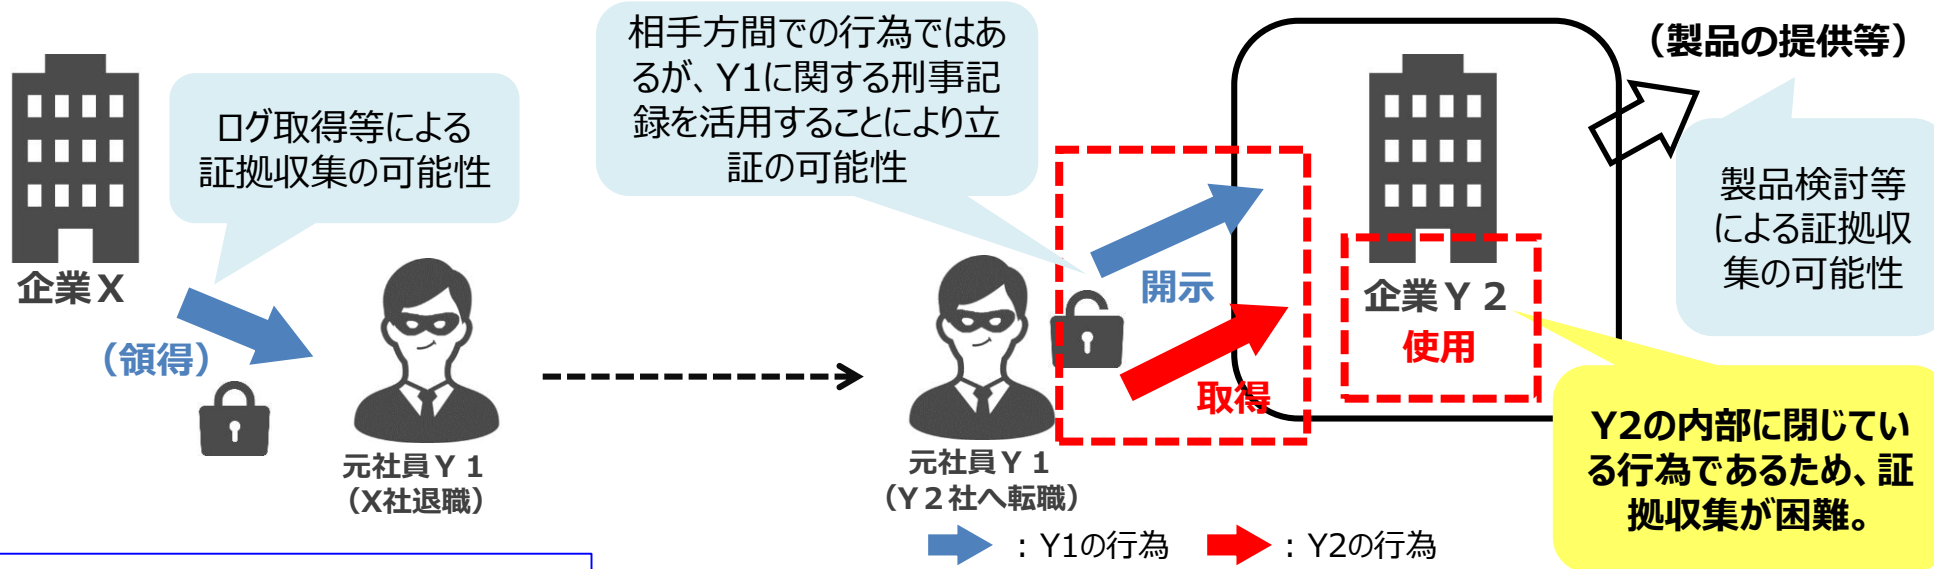 企業X
ログ取得等による
証拠収集の可能性
（領得）
元社員Y 1
（X社退職）
相手方間での行為ではあ
るが、Y1に関する刑事記
録を活用することにより立
証の可能性
元社員Y 1
（Y 2 社へ転職）
開示
取得
企業Y 2
使用
（製品の提供等）
製品検討等
による証拠収
集の可能性
Y2の内部に閉じてい
る行為であるため、証
拠収集が困難。
：Y1の行為
：Y2の行為